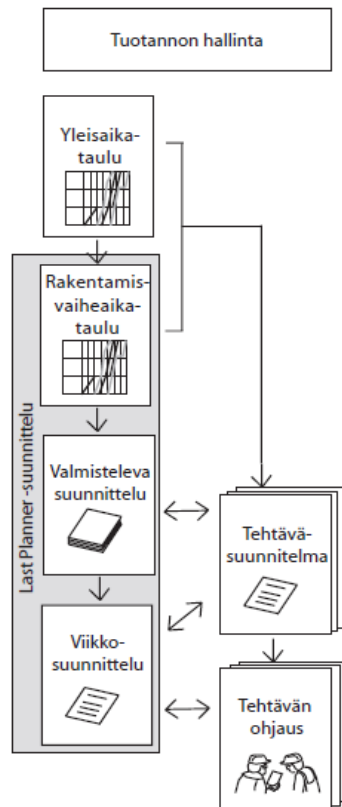 Tuotannon hallinta
Yleisaika-
taulu
Rakentamis-
vaiheaika-
taulu
Last Planner -suunnittelu
Valmisteleva
suunnittelu
Tehtävä-
suunnitelma
Viikko-
suunnittelu
Tehtävän
ohjaus